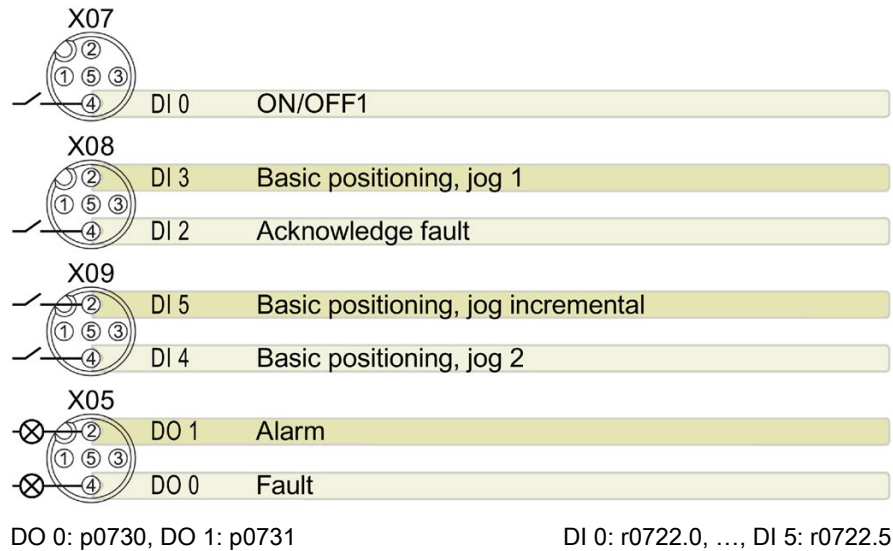 X07
②
① ⑤ ③
④ DI 0 ON/OFF1
X08
② DI 3 Basic positioning, jog 1
① ⑤ ③
④ DI 2 Acknowledge fault
X09
② DI 5 Basic positioning, jog incremental
① ⑤ ③
④ DI 4 Basic positioning, jog 2
X05
② DO 1 Alarm
① ⑤ ③
④ DO 0 Fault
DO 0: p0730, DO 1: p0731 DI 0: r0722.0, …, DI 5: r0722.5